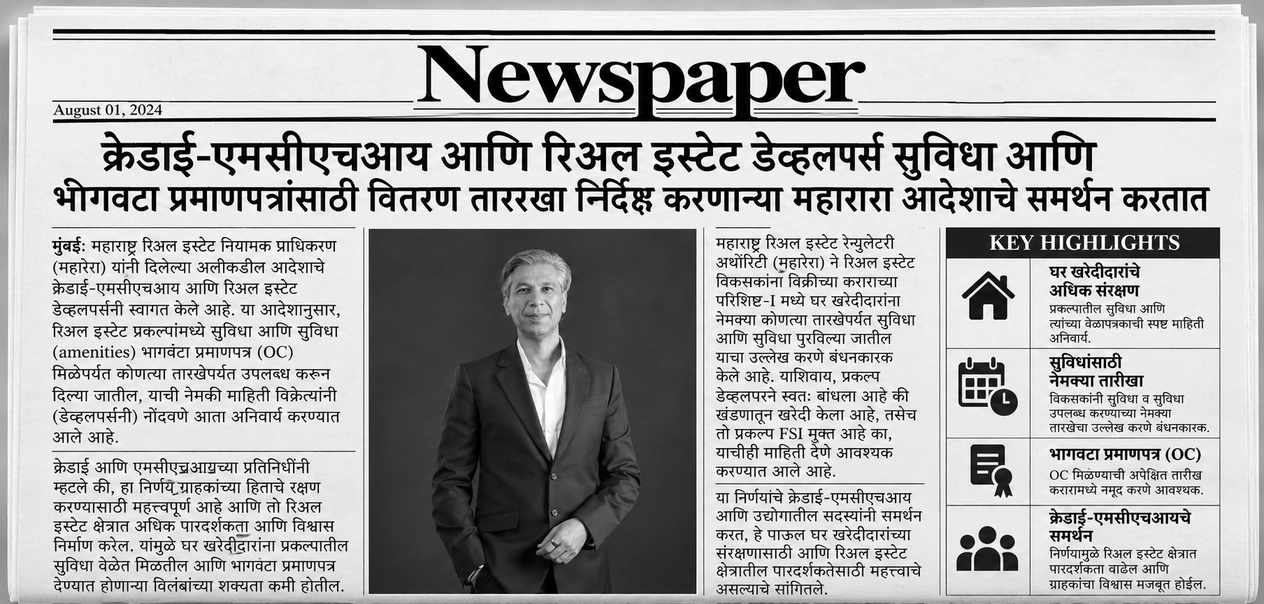 Newspaper
August 01, 2024
क्रेडाई-एमसीएचआय आणि रिअल इस्टेट डेव्हलपर्स सुविधा आणि
भीगवटा प्रमाणपत्रांसाठी वितरण ताररखा निर्दिक्ष करणान्या महारारा आदेशाचे समर्थन करतात
मुंबई: महाराष्ट्र रिअल इस्टेट नियामक प्राधिकरण
(महारेरा) यांनी दिलेल्या अलीकडील आदेशाचे
क्रेडाई-एमसीएचआय आणि रिअल इस्टेट
डेव्हलपर्सनी स्वागत केले आहे. या आदेशानुसार,
रिअल इस्टेट प्रकल्पांमध्ये सुविधा आणि सुविधा
(amenities) भागवंटा प्रमाणपत्र (OC)
मिळेपर्यत कोणत्या तारखेपर्यत उपलब्ध करून
दिल्या जातील, याची नेमकी माहिती विक्रेत्यांनी
(डेव्हलपर्सनी) नोंदवणे आता अनिवार्य करण्यात
आले आहे.
क्रेडाई आणि एमसीएचआयच्या प्रतिनिधींनी
म्हटले की, हा निर्णय ग्राहकांच्या हिताचे रक्षण
करण्यासाठी महत्त्वपूर्ण आहे आणि तो रिअल
इस्टेट क्षेत्रात अधिक पारदर्शकता आणि विश्वास
निर्माण करेल. यांमुळे घर खरेदीदारांना प्रकल्पातील
सुविधा वेळेत मिळतील आणि भागवंटा प्रमाणपत्र
देण्यात होणाऱ्या विलंबांच्या शक्यता कमी होतील.
महाराष्ट्र रिअल इस्टेट रेग्युलेटरी
अथॉरिटी (महारेरा) ने रिअल इस्टेट
विकसकांना विक्रीच्या कराराच्या
परिशिष्ट-I मध्ये घर खरेदीदारांना
नेमक्या कोणत्या तारखेपर्यत सुविधा
आणि सुविधा पुरविल्या जातील
याचा उल्लेख करणे बंधनकारक
केले आहे. याशिवाय, प्रकल्प
डेव्हलपरने स्वतः बांधला आहे की
खंडणातून खरेदी केला आहे, तसेच
तो प्रकल्प FSI मुक्त आहे का,
याचीही माहिती देणे आवश्यक
करण्यात आले आहे.
या निर्णयांचे क्रेडाई-एमसीएचआय
आणि उद्योगातील सदस्यांनी समर्थन
करत, हे पाऊल घर खरेदीदारांच्या
संरक्षणासाठी आणि रिअल इस्टेट
क्षेत्रातील पारदर्शकतेसाठी महत्त्वाचे
असल्याचे सांगितले.
KEY HIGHLIGHTS
घर खरेदीदारांचे
अधिक संरक्षण
प्रकल्पातील सुविधा आणि
त्यांच्या वेळापत्रकाची स्पष्ट माहिती
अनिवार्य.
सुविधांसाठी
नेमक्या तारीखा
विकसकांनी सुविधा व सुविधा
उपलब्ध करण्याच्या नेमक्या
तारखेचा उल्लेख करणे बंधनकारक.
भागवटा प्रमाणपत्र (OC)
OC मिळण्याची अपेक्षित तारीख
करारामध्ये नमूद करणे आवश्यक.
क्रेडाई-एमसीएचआयचे
समर्थन
निर्णयामुळे रिअल इस्टेट क्षेत्रात
पारदर्शकता वाढेल आणि
ग्राहकांचा विश्वास मजबूत होईल.